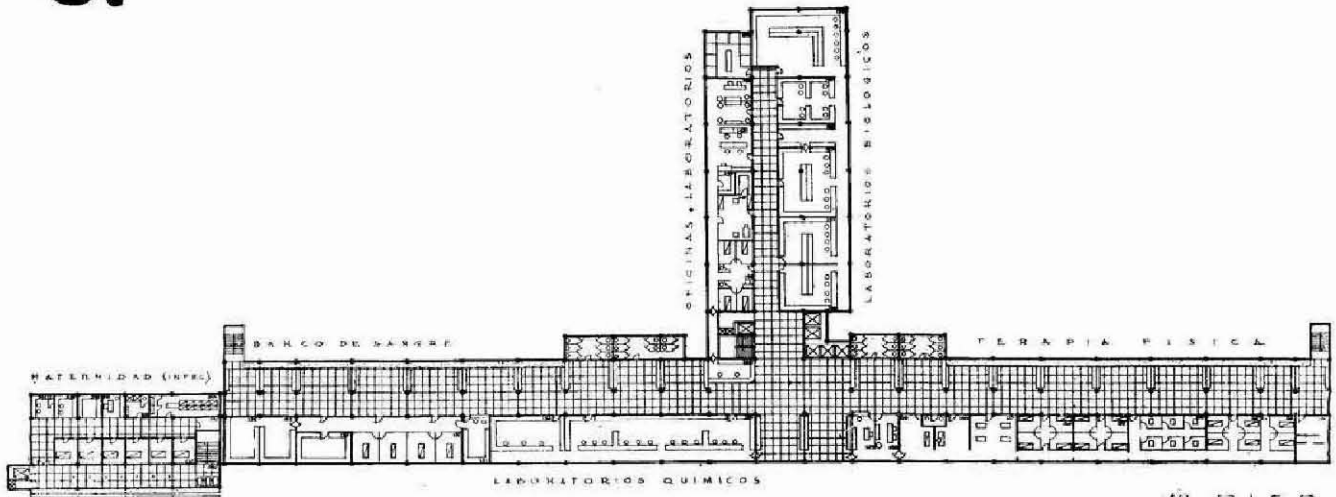 OFICINAS Y LABORATORIOS
LABORATORIOS BIOLOGICOS
BANCO DE SANGRE
TERAPIA FISICA
MATERNIDAD (INFEC)
LABORATORIOS QUIMICOS